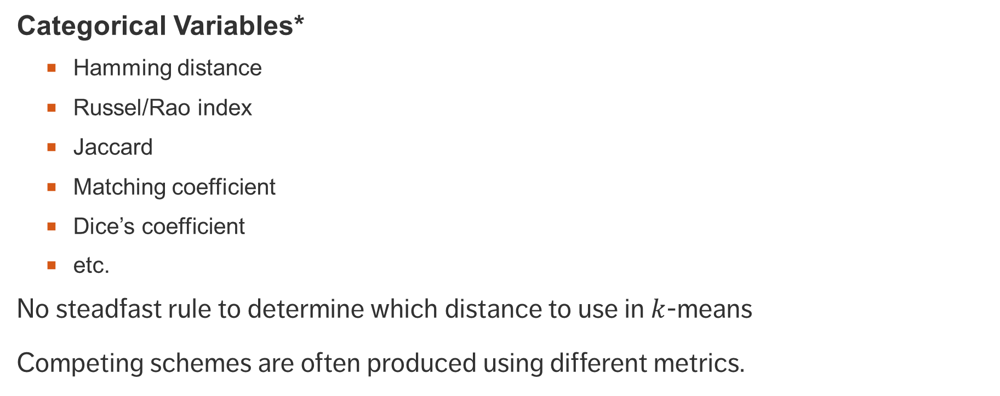 Categorical Variables*
Hamming distance
Russel/Rao index
Jaccard
Matching coefficient
Dice’s coefficient
etc.
No steadfast rule to determine which distance to use in k-means
Competing schemes are often produced using different metrics.